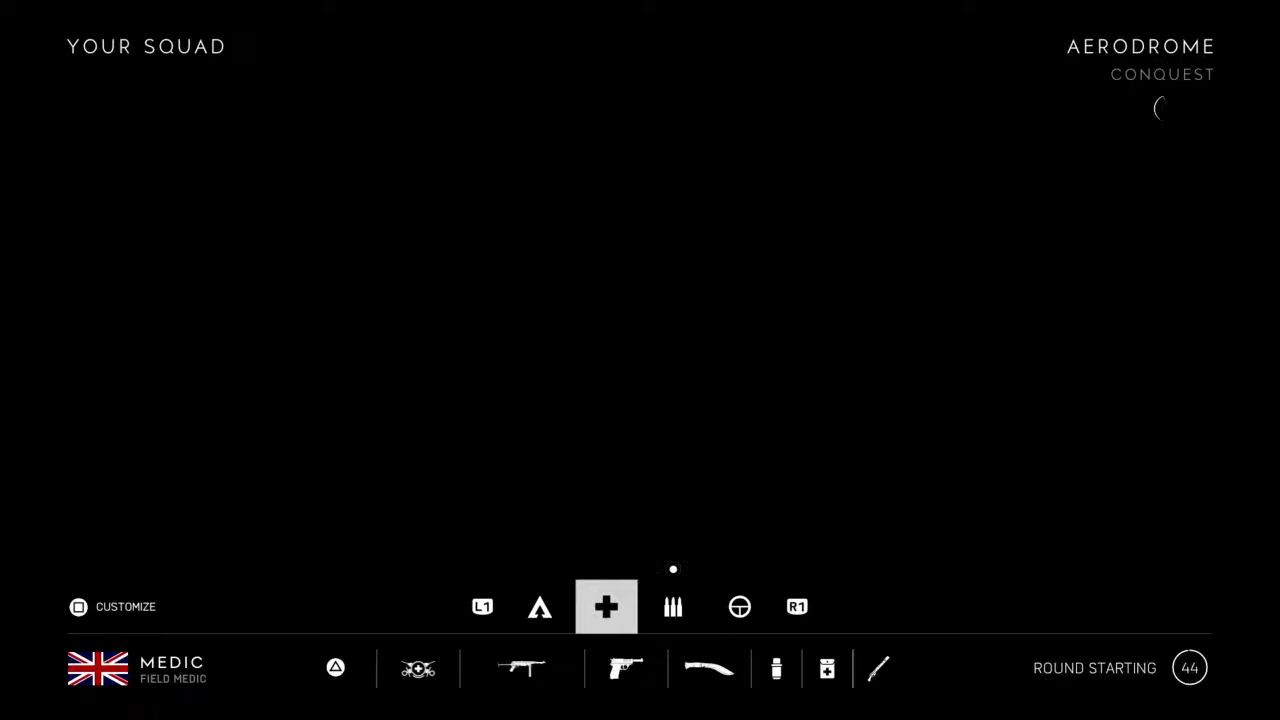 YOUR SQUAD
AERODROME
CONQUEST
CUSTOMIZE
L1
R1
MEDIC
FIELD MEDIC
ROUND STARTING 44